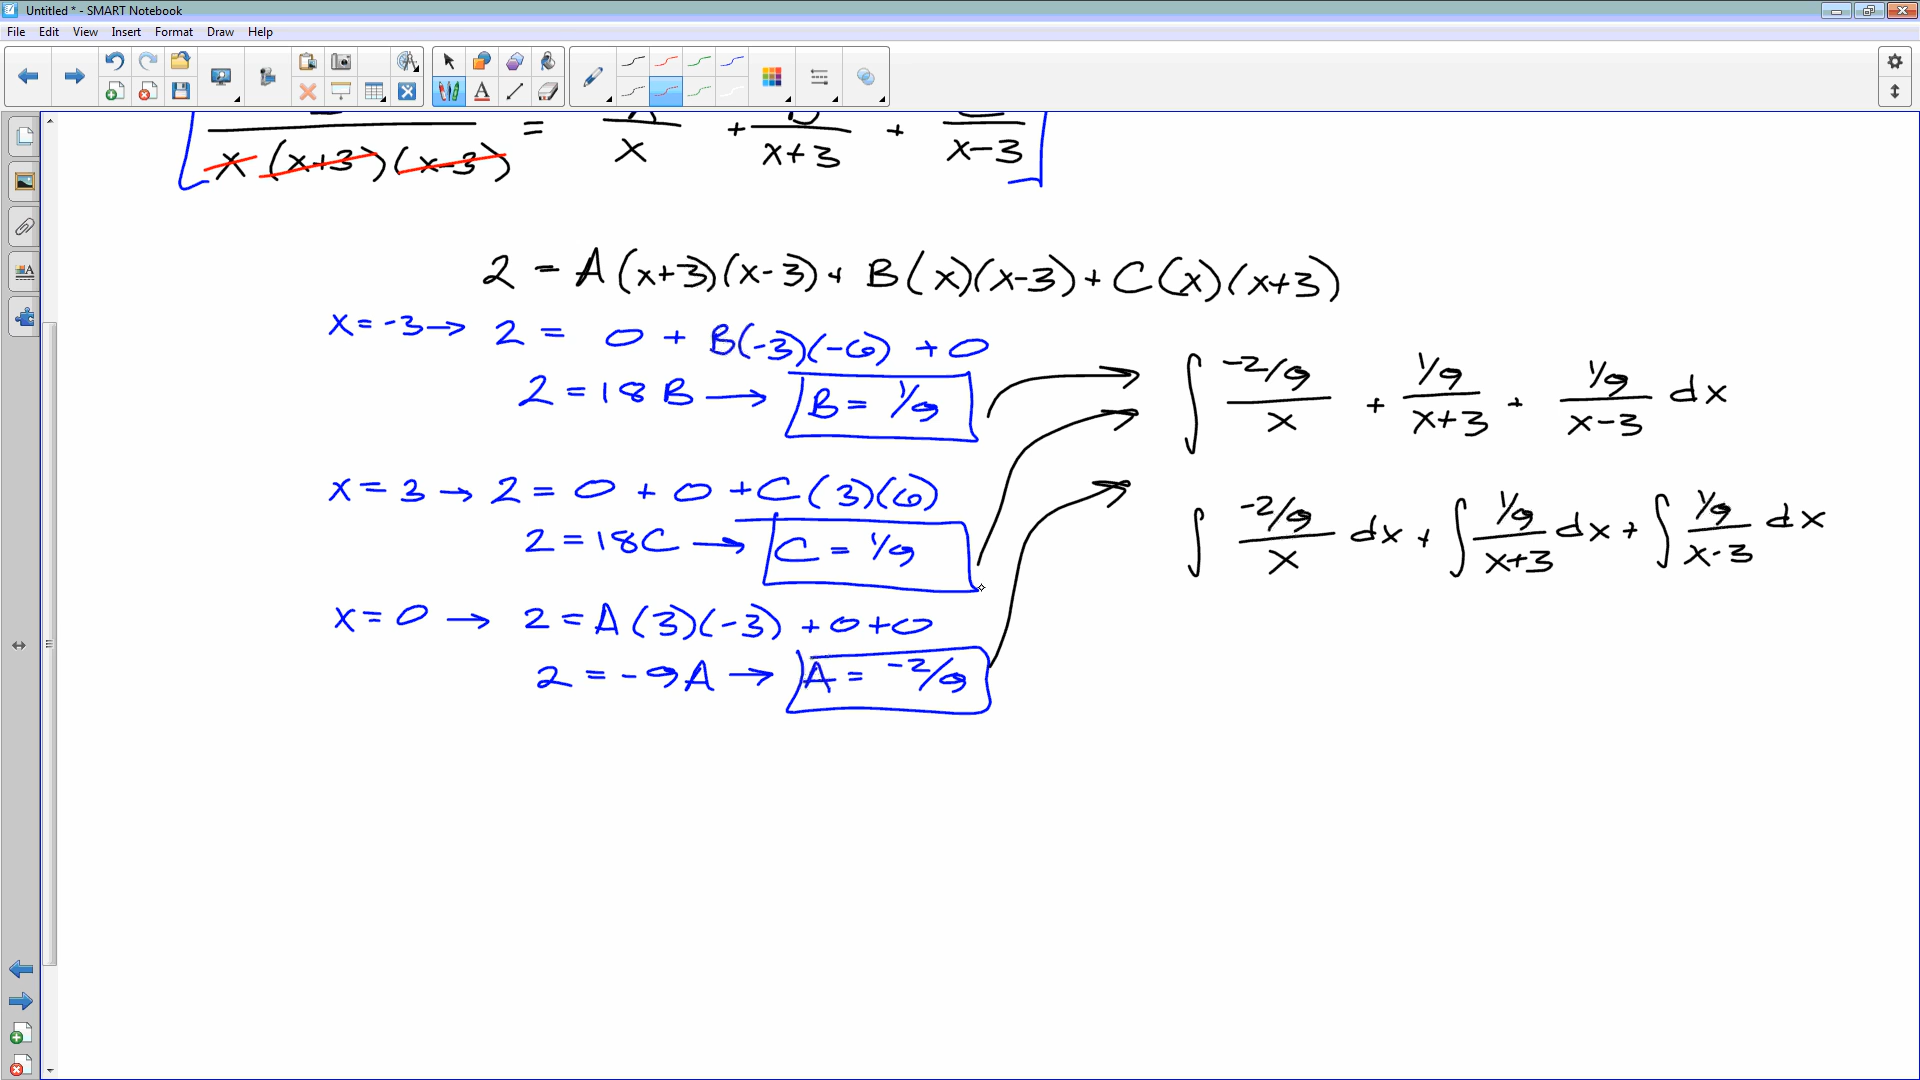 Untitled * - SMART Notebook
File Edit View Insert Format Draw Help
x (x+3)(x-3) = x + x+3 + x-3
2 = A(x+3)(x-3) + B(x)(x-3) + C(x)(x+3)
x = -3 → 2 = 0 + B(-3)(-6) + 0
2 = 18B → B = 1/9
x = 3 → 2 = 0 + 0 + C(3)(6)
2 = 18C → C = 1/9
x = 0 → 2 = A(3)(-3) + 0 + 0
2 = -9A → A = -2/9
∫ (-2/9)/x + (1/9)/(x+3) + (1/9)/(x-3) dx
∫ (-2/9)/x dx + ∫ (1/9)/(x+3) dx + ∫ (1/9)/(x-3) dx